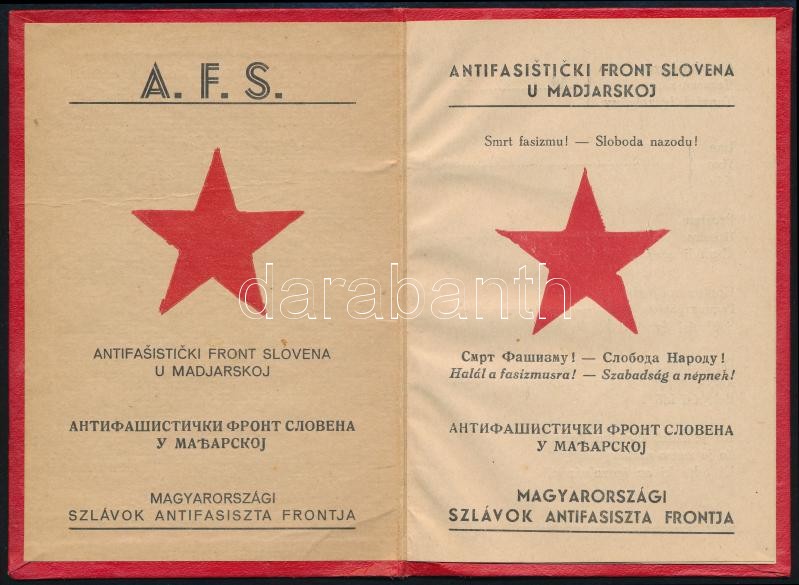 A. F. S.
ANTIFAŠISTIČKI FRONT SLOVENA
U MADJARSKOJ
АНТИФАШИСТИЧКИ ФРОНТ СЛОВЕНА
У МАЂАРСКОЈ
MAGYARORSZÁGI
SZLÁVOK ANTIFASISZTA FRONTJA
ANTIFASIŠTIČKI FRONT SLOVENA
U MADJARSKOJ
Smrt fasizmu! — Sloboda nazodu!
Смрт Фашизму! — Слобода Народу!
Halál a fasizmusra! — Szabadság a népnek!
АНТИФАШИСТИЧКИ ФРОНТ СЛОВЕНА
У МАЂАРСКОЈ
MAGYARORSZÁGI
SZLÁVOK ANTIFASISZTA FRONTJA
darabanth